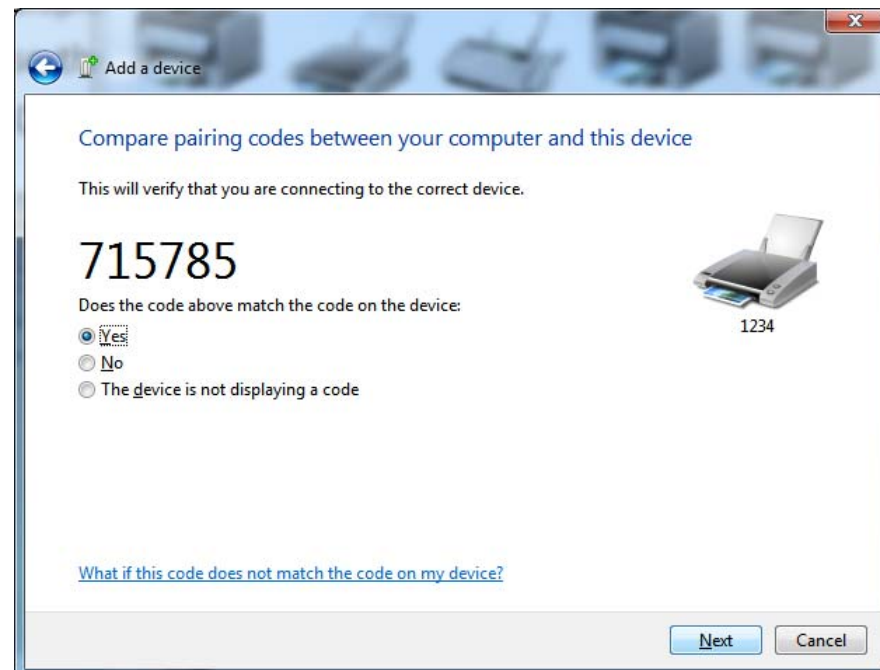 Add a device
Compare pairing codes between your computer and this device
This will verify that you are connecting to the correct device.
715785
Does the code above match the code on the device:
Yes
1234
No
The device is not displaying a code
What if this code does not match the code on my device?
Next Cancel